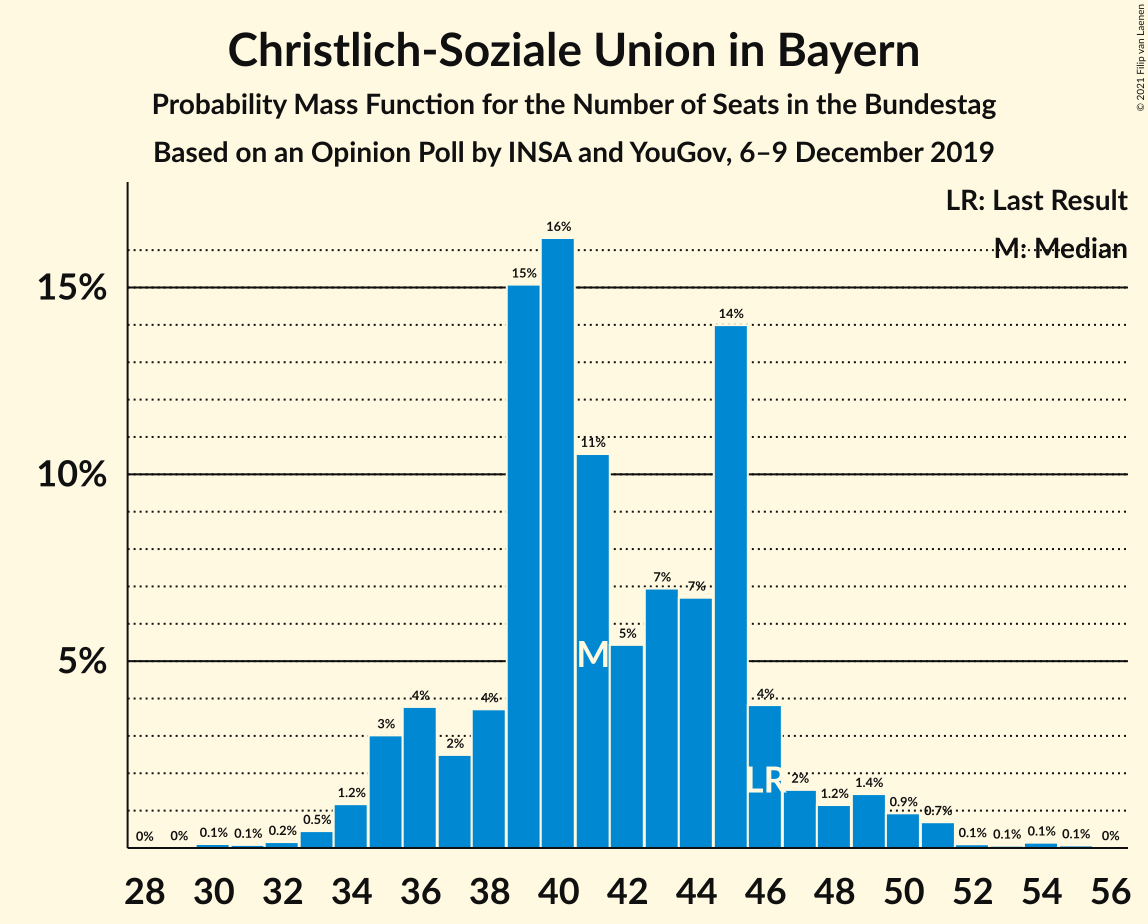 Christlich-Soziale Union in Bayern
Probability Mass Function for the Number of Seats in the Bundestag
Based on an Opinion Poll by INSA and YouGov, 6–9 December 2019
© 2021 Filip van Laenen
LR: Last Result
M: Median
15%
10%
5%
0% 0% 0.1% 0.1% 0.2% 0.5% 1.2% 3% 4% 2% 4% 15% 16% 11% 5% 7% 7% 14% 4% 2% 1.2% 1.4% 0.9% 0.7% 0.1% 0.1% 0.1% 0.1% 0%
M
LR
28 30 32 34 36 38 40 42 44 46 48 50 52 54 56